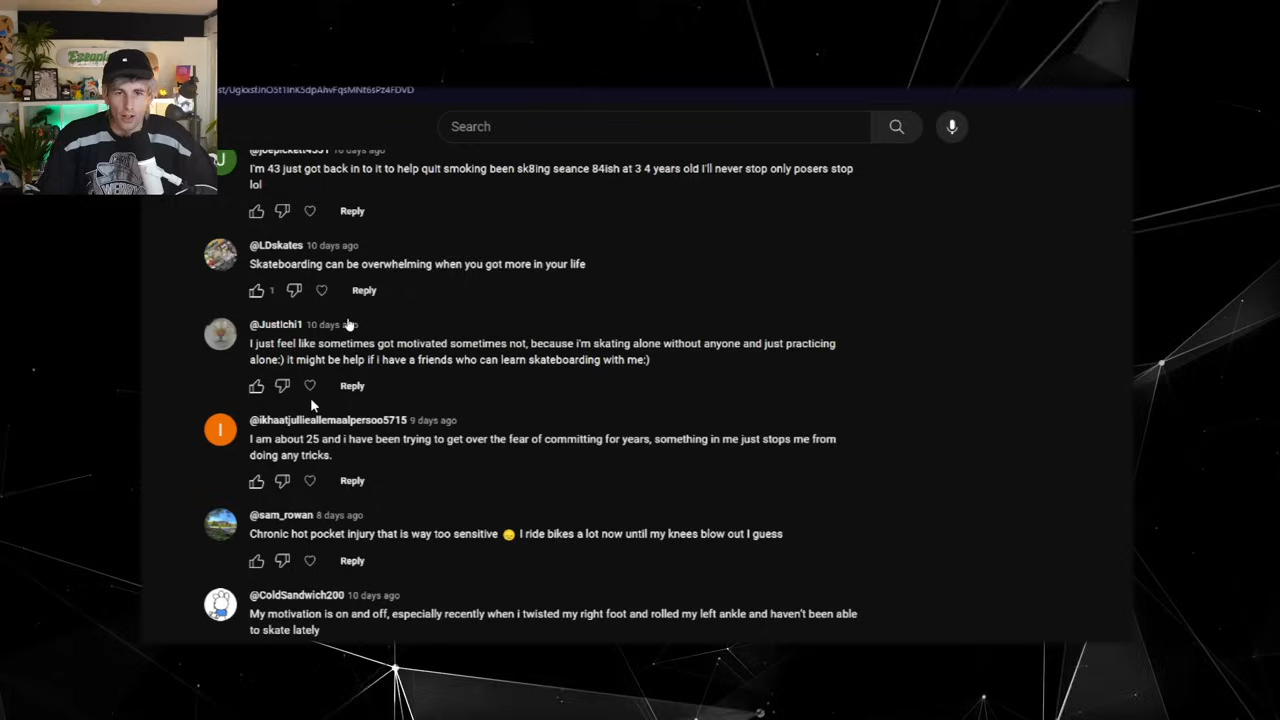 st/UgkxsfJnO5t1InK5dpAhvFqsMNt6sPz4FDVD
Search
@joepickett4351 10 days ago
I'm 43 just got back in to it to help quit smoking been sk8ing seance 84ish at 3 4 years old I'll never stop only posers stop
lol
Reply
@LDskates 10 days ago
Skateboarding can be overwhelming when you got more in your life
1 Reply
@JustIchi1 10 days ago
I just feel like sometimes got motivated sometimes not, because i'm skating alone without anyone and just practicing
alone:) it might be help if i have a friends who can learn skateboarding with me:)
Reply
I
@ikhaatjullieallemaalpersoo5715 9 days ago
I am about 25 and i have been trying to get over the fear of committing for years, something in me just stops me from
doing any tricks.
Reply
@sam_rowan 8 days ago
Chronic hot pocket injury that is way too sensitive 😞 I ride bikes a lot now until my knees blow out I guess
Reply
@ColdSandwich200 10 days ago
My motivation is on and off, especially recently when i twisted my right foot and rolled my left ankle and haven't been able
to skate lately